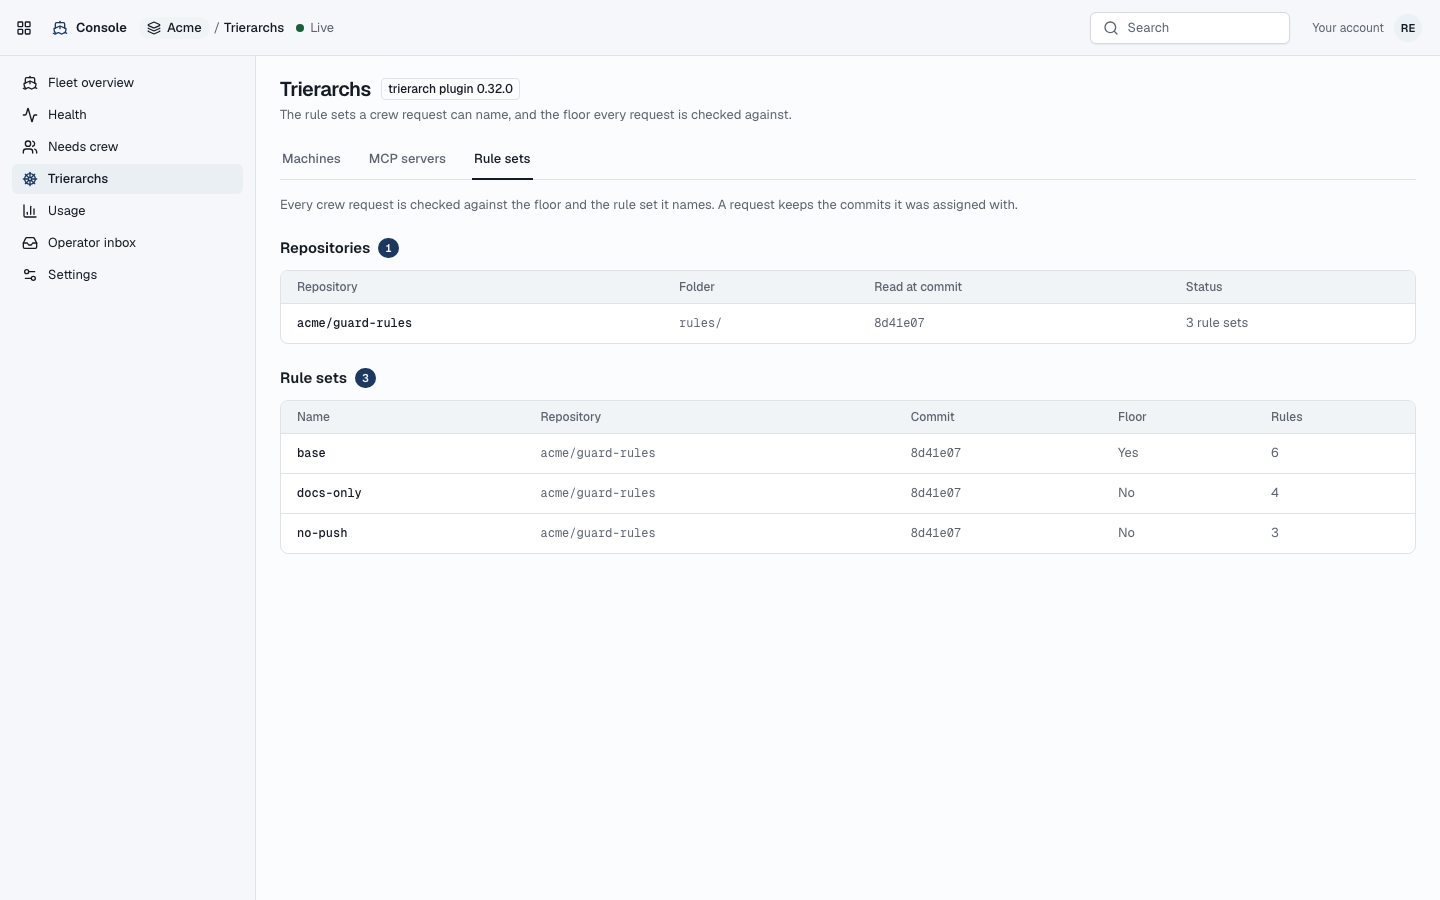 Console
Acme / Trierarchs
Live
Search
Your account
RE
Fleet overview
Health
Needs crew
Trierarchs
Usage
Operator inbox
Settings
Trierarchs
trierarch plugin 0.32.0
The rule sets a crew request can name, and the floor every request is checked against.
Machines MCP servers Rule sets
Every crew request is checked against the floor and the rule set it names. A request keeps the commits it was assigned with.
Repositories 1
Repository Folder Read at commit Status
acme/guard-rules rules/ 8d41e07 3 rule sets
Rule sets 3
Name Repository Commit Floor Rules
base acme/guard-rules 8d41e07 Yes 6
docs-only acme/guard-rules 8d41e07 No 4
no-push acme/guard-rules 8d41e07 No 3